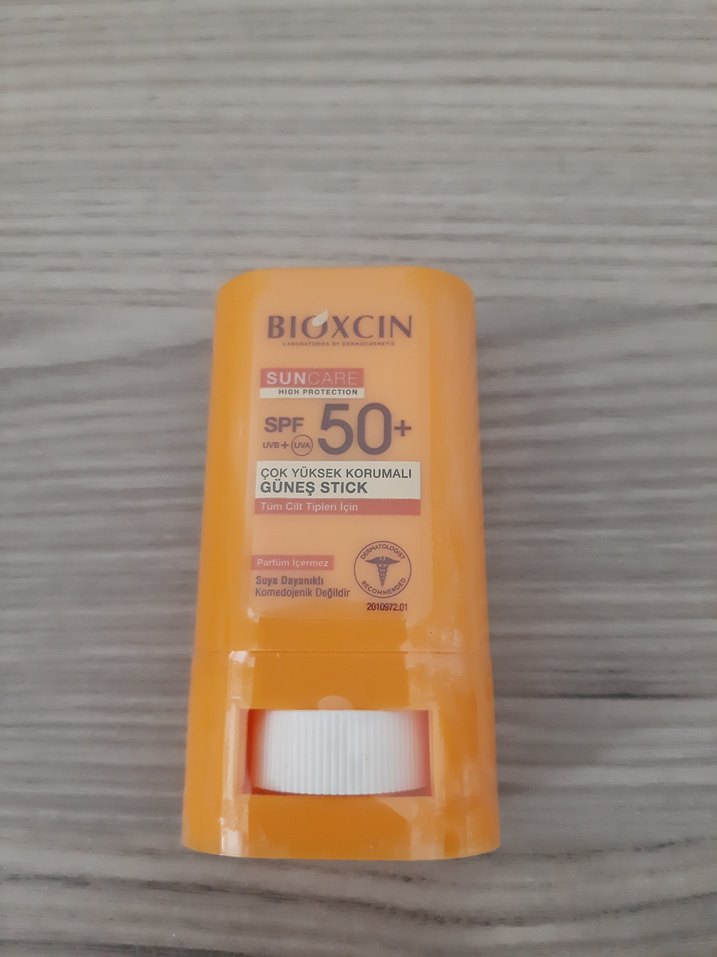 BIOXCIN
LABORATORIES OF DERMOCOSMETIC
SUNCARE
HIGH PROTECTION
SPF 50+
UVB + UVA
ÇOK YÜKSEK KORUMALI
GÜNEŞ STICK
Tüm Cilt Tipleri İçin
Parfüm İçermez
Suya Dayanıklı
Komedojenik Değildir
DERMATOLOGIST
RECOMMENDED
2010972.01